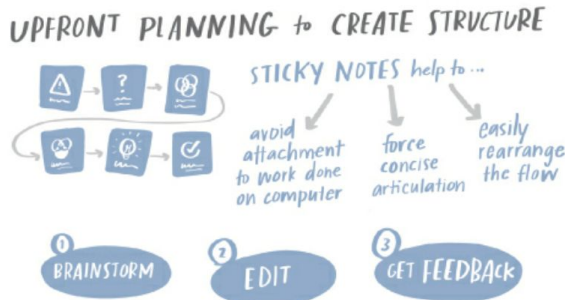 UPFRONT PLANNING to CREATE STRUCTURE
STICKY NOTES help to...
?
avoid
attachment
to work done
on computer
force
concise
articulation
easily
rearrange
the flow
1
BRAINSTORM
2
EDIT
3
GET FEEDBACK